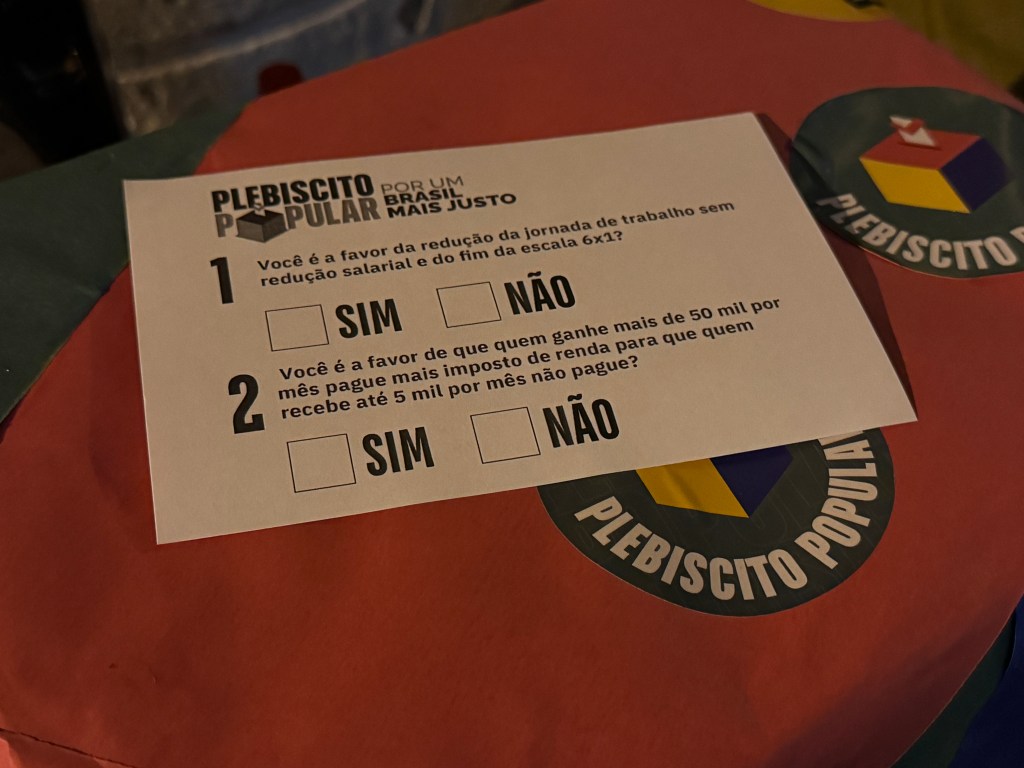 PLEBISCITO
POPULAR
POR UM
BRASIL
MAIS JUSTO
1
Você é a favor da redução da jornada de trabalho sem
redução salarial e do fim da escala 6x1?
SIM
NÃO
2
Você é a favor de que quem ganhe mais de 50 mil por
mês pague mais imposto de renda para que quem
recebe até 5 mil por mês não pague?
SIM
NÃO
PLEBISCITO P
PLEBISCITO POPULA